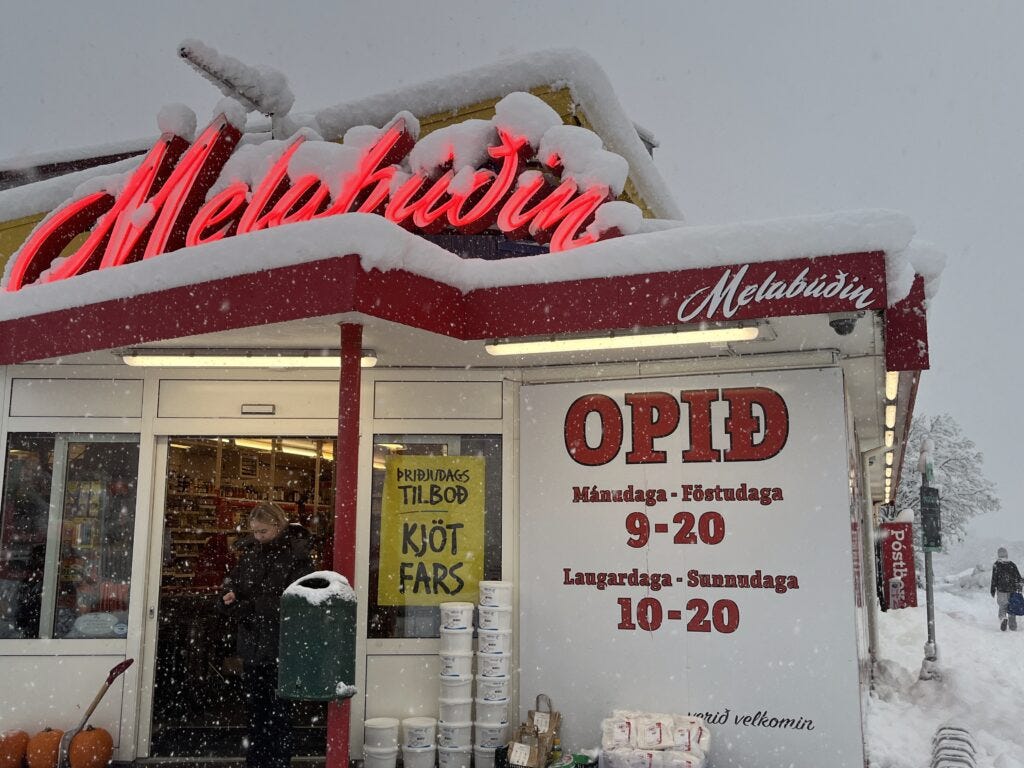 Melabúðin
Melabúðin
OPIÐ
Mánudaga - Föstudaga
9-20
Laugardaga - Sunnudaga
10-20
verið velkomin
ÞRIÐJUDAGS
TILBOÐ
KJÖT
FARS